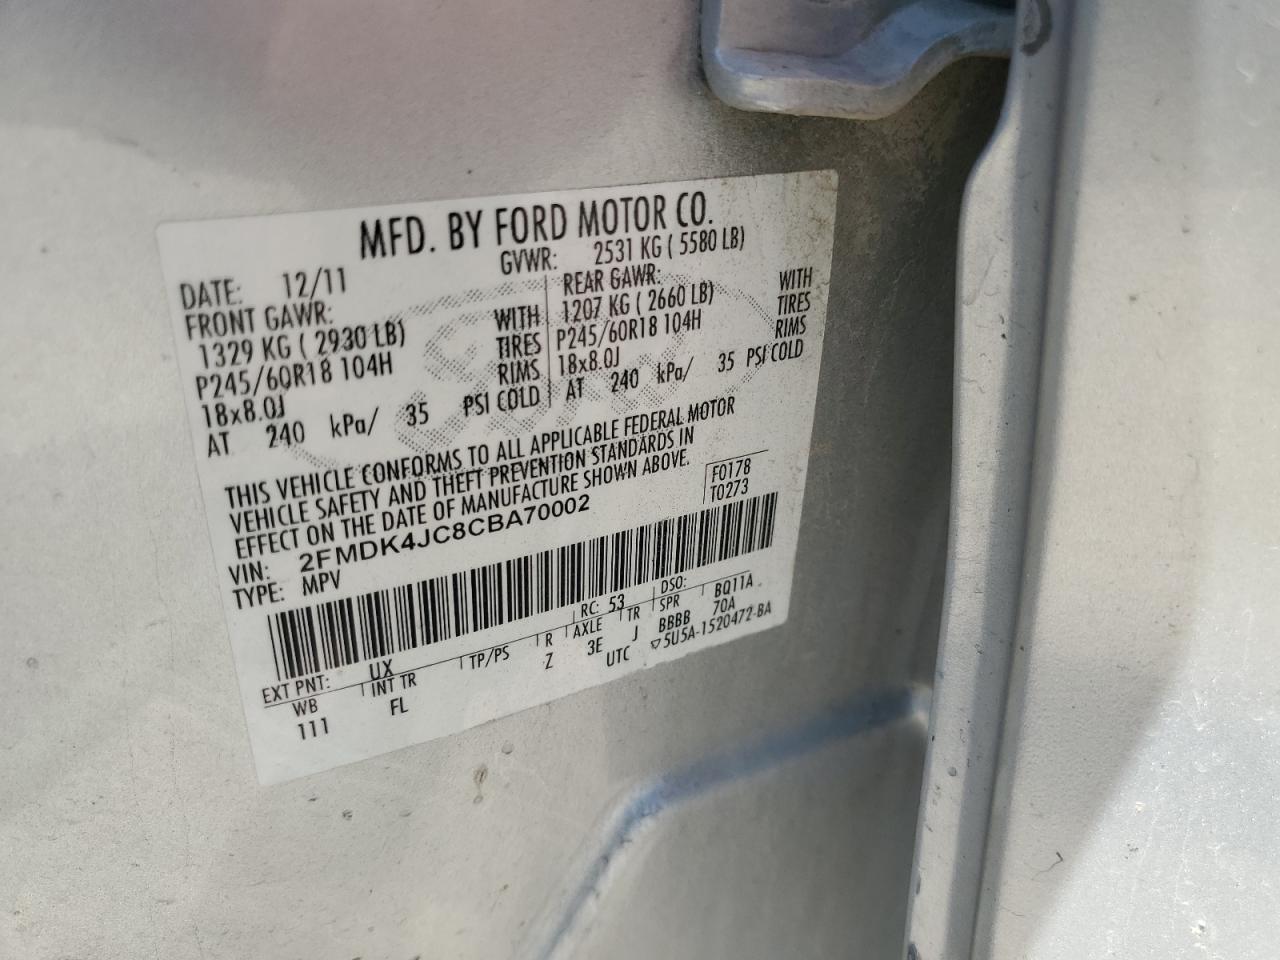 MFD. BY FORD MOTOR CO.
DATE: 12/11 GVWR: 2531 KG ( 5580 LB)
FRONT GAWR: REAR GAWR:
1329 KG ( 2930 LB) WITH 1207 KG ( 2660 LB) WITH
P245/60R18 104H TIRES P245/60R18 104H TIRES
18x8.0J RIMS 18x8.0J RIMS
AT 240 kPa/ 35 PSI COLD AT 240 kPa/ 35 PSI COLD
THIS VEHICLE CONFORMS TO ALL APPLICABLE FEDERAL MOTOR
VEHICLE SAFETY AND THEFT PREVENTION STANDARDS IN
EFFECT ON THE DATE OF MANUFACTURE SHOWN ABOVE.
VIN: 2FMDK4JC8CBA70002 F0178
TYPE: MPV T0273
EXT PNT: UX RC: 53 DSO:
WB INT TR TP/PS R AXLE TR SPR BQ11A
111 FL Z 3E J BBBB 70A
UTC ▽5U5A-1520472-BA